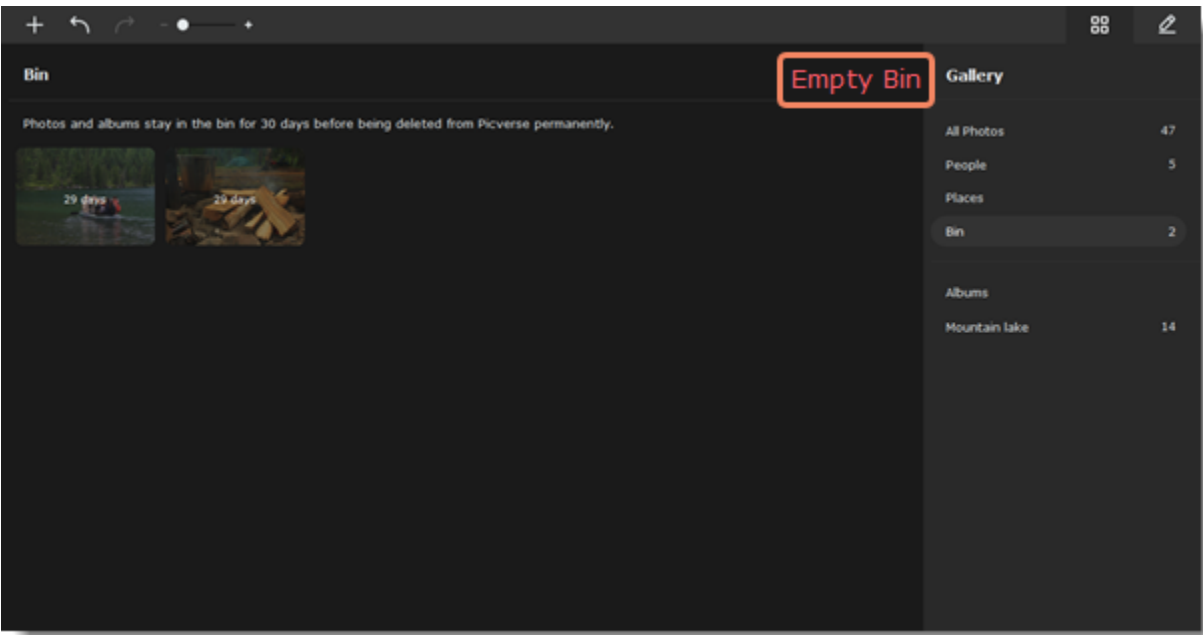 Bin
Empty Bin
Photos and albums stay in the bin for 30 days before being deleted from Picverse permanently.
29 days
29 days
Gallery
All Photos 47
People 5
Places
Bin 2
Albums
Mountain lake 14